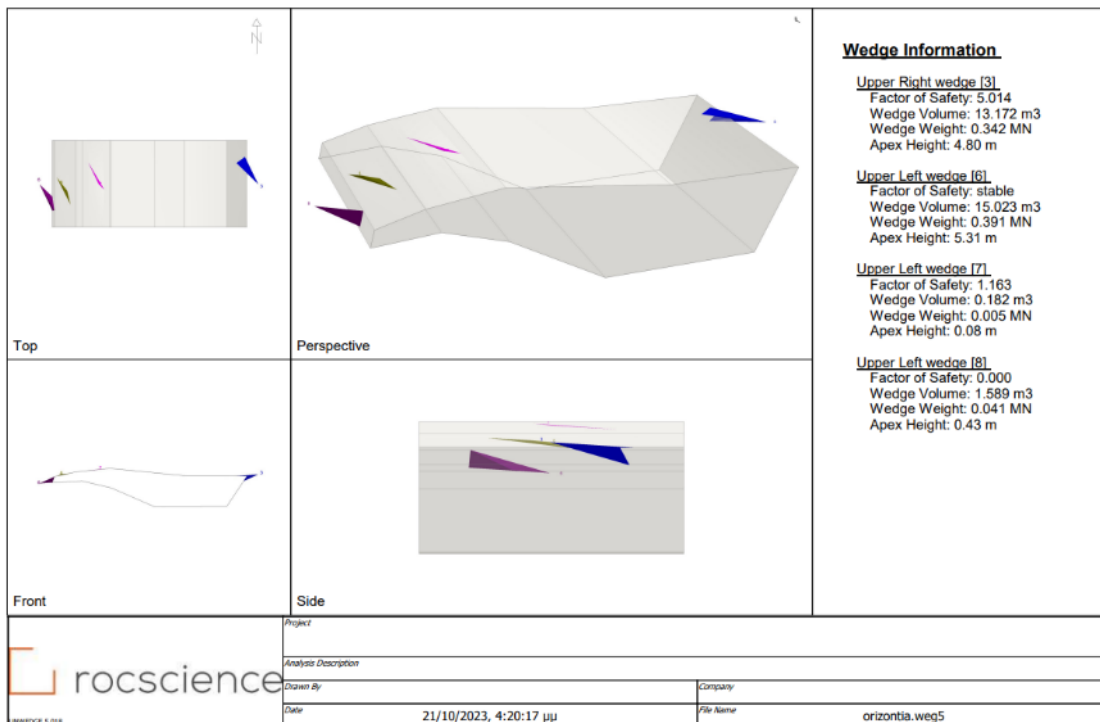 N
Top
Perspective
Front
Side
Wedge Information
Upper Right wedge [3]
Factor of Safety: 5.014
Wedge Volume: 13.172 m3
Wedge Weight: 0.342 MN
Apex Height: 4.80 m
Upper Left wedge [6]
Factor of Safety: stable
Wedge Volume: 15.023 m3
Wedge Weight: 0.391 MN
Apex Height: 5.31 m
Upper Left wedge [7]
Factor of Safety: 1.163
Wedge Volume: 0.182 m3
Wedge Weight: 0.005 MN
Apex Height: 0.08 m
Upper Left wedge [8]
Factor of Safety: 0.000
Wedge Volume: 1.589 m3
Wedge Weight: 0.041 MN
Apex Height: 0.43 m
rocscience
Project
Analysis Description
Drawn By
Company
Date
21/10/2023, 4:20:17 μμ
File Name
orizontia.weg5